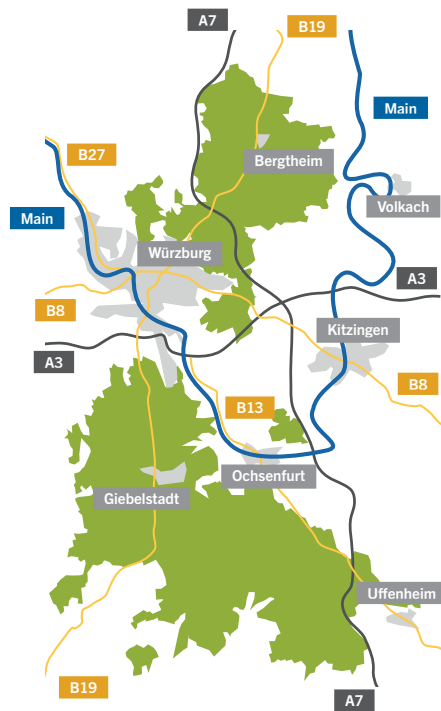 A7
B19
Main
B27
Bergtheim
Volkach
Main
Würzburg
A3
B8
Kitzingen
A3
B8
B13
Ochsenfurt
Giebelstadt
Uffenheim
B19
A7